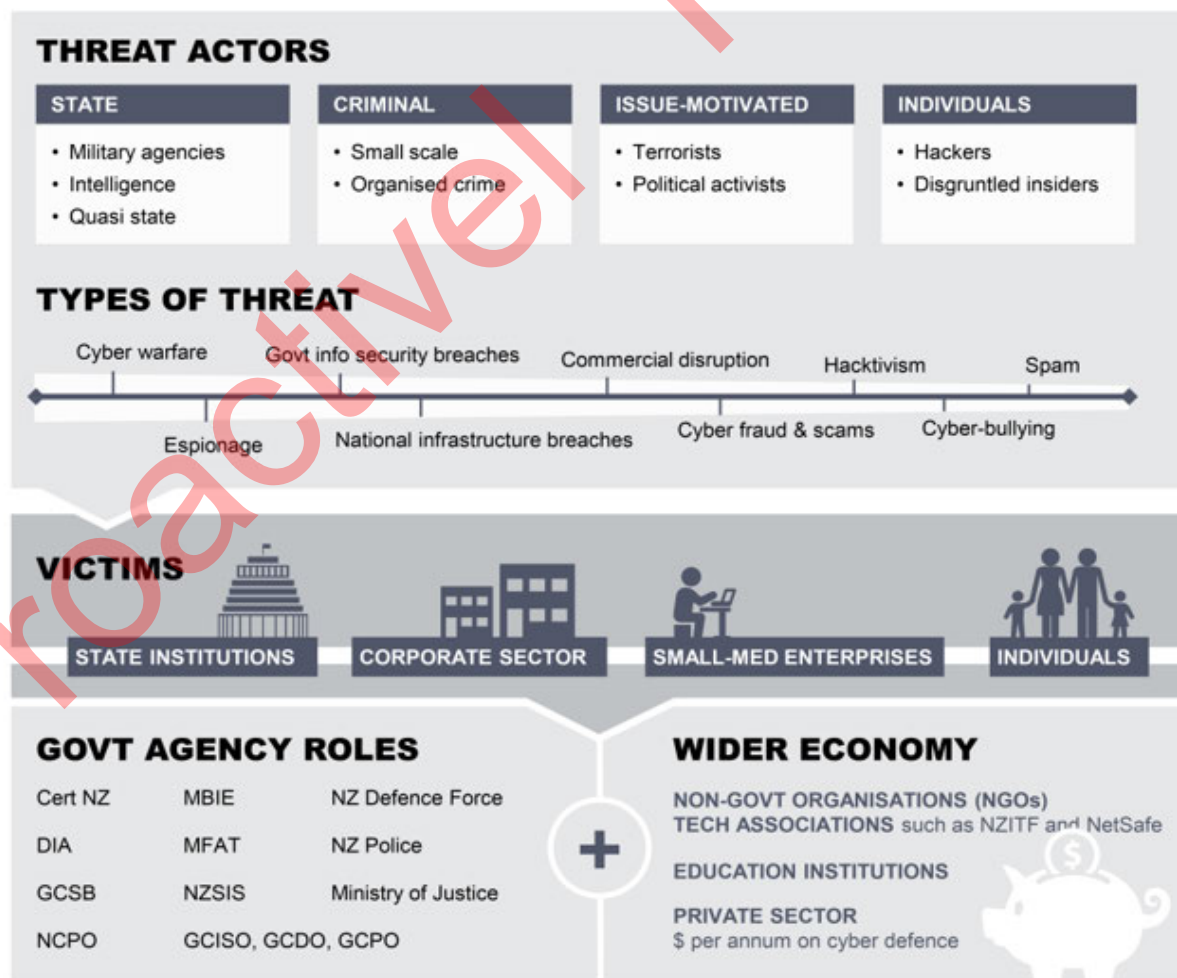 THREAT ACTORS
STATE
• Military agencies
• Intelligence
• Quasi state
CRIMINAL
• Small scale
• Organised crime
ISSUE-MOTIVATED
• Terrorists
• Political activists
INDIVIDUALS
• Hackers
• Disgruntled insiders
TYPES OF THREAT
Cyber warfare
Govt info security breaches
Commercial disruption
Hacktivism
Spam
Espionage
National infrastructure breaches
Cyber fraud & scams
Cyber-bullying
VICTIMS
STATE INSTITUTIONS
CORPORATE SECTOR
SMALL-MED ENTERPRISES
INDIVIDUALS
GOVT AGENCY ROLES
Cert NZ MBIE NZ Defence Force
DIA MFAT NZ Police
GCSB NZSIS Ministry of Justice
NCPO GCISO, GCDO, GCPO
+
WIDER ECONOMY
NON-GOVT ORGANISATIONS (NGOs)
TECH ASSOCIATIONS such as NZITF and NetSafe
EDUCATION INSTITUTIONS
PRIVATE SECTOR
$ per annum on cyber defence
$
roactive